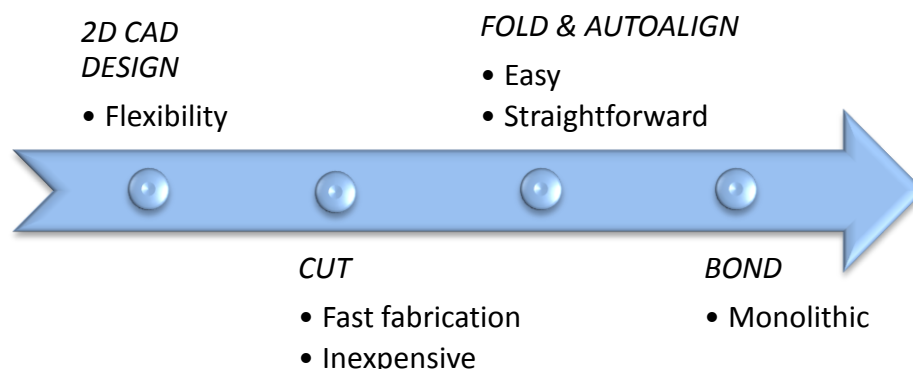 2D CAD
DESIGN
• Flexibility
FOLD & AUTOALIGN
• Easy
• Straightforward
CUT
• Fast fabrication
• Inexpensive
BOND
• Monolithic